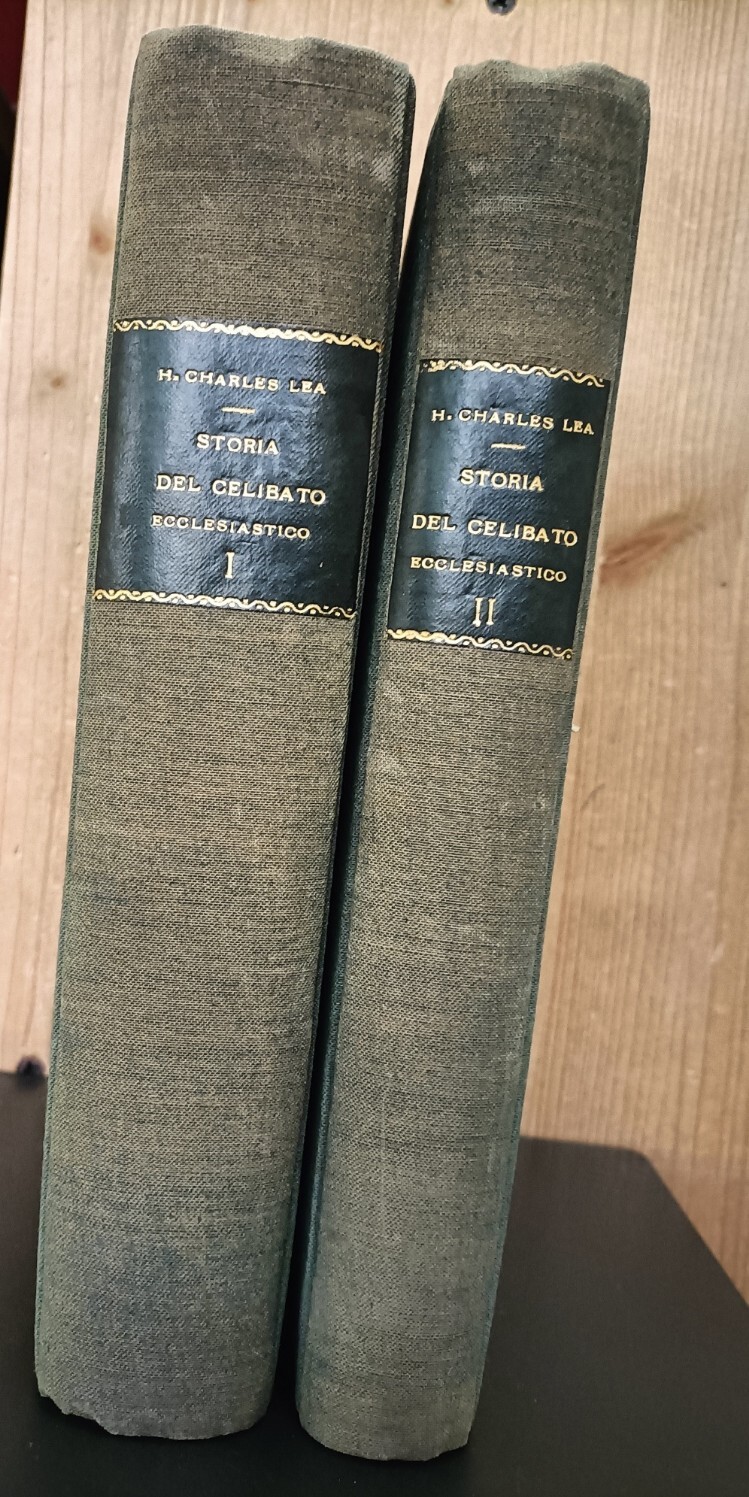 H. CHARLES LEA
STORIA
DEL CELIBATO
ECCLESIASTICO
I
H. CHARLES LEA
STORIA
DEL CELIBATO
ECCLESIASTICO
II